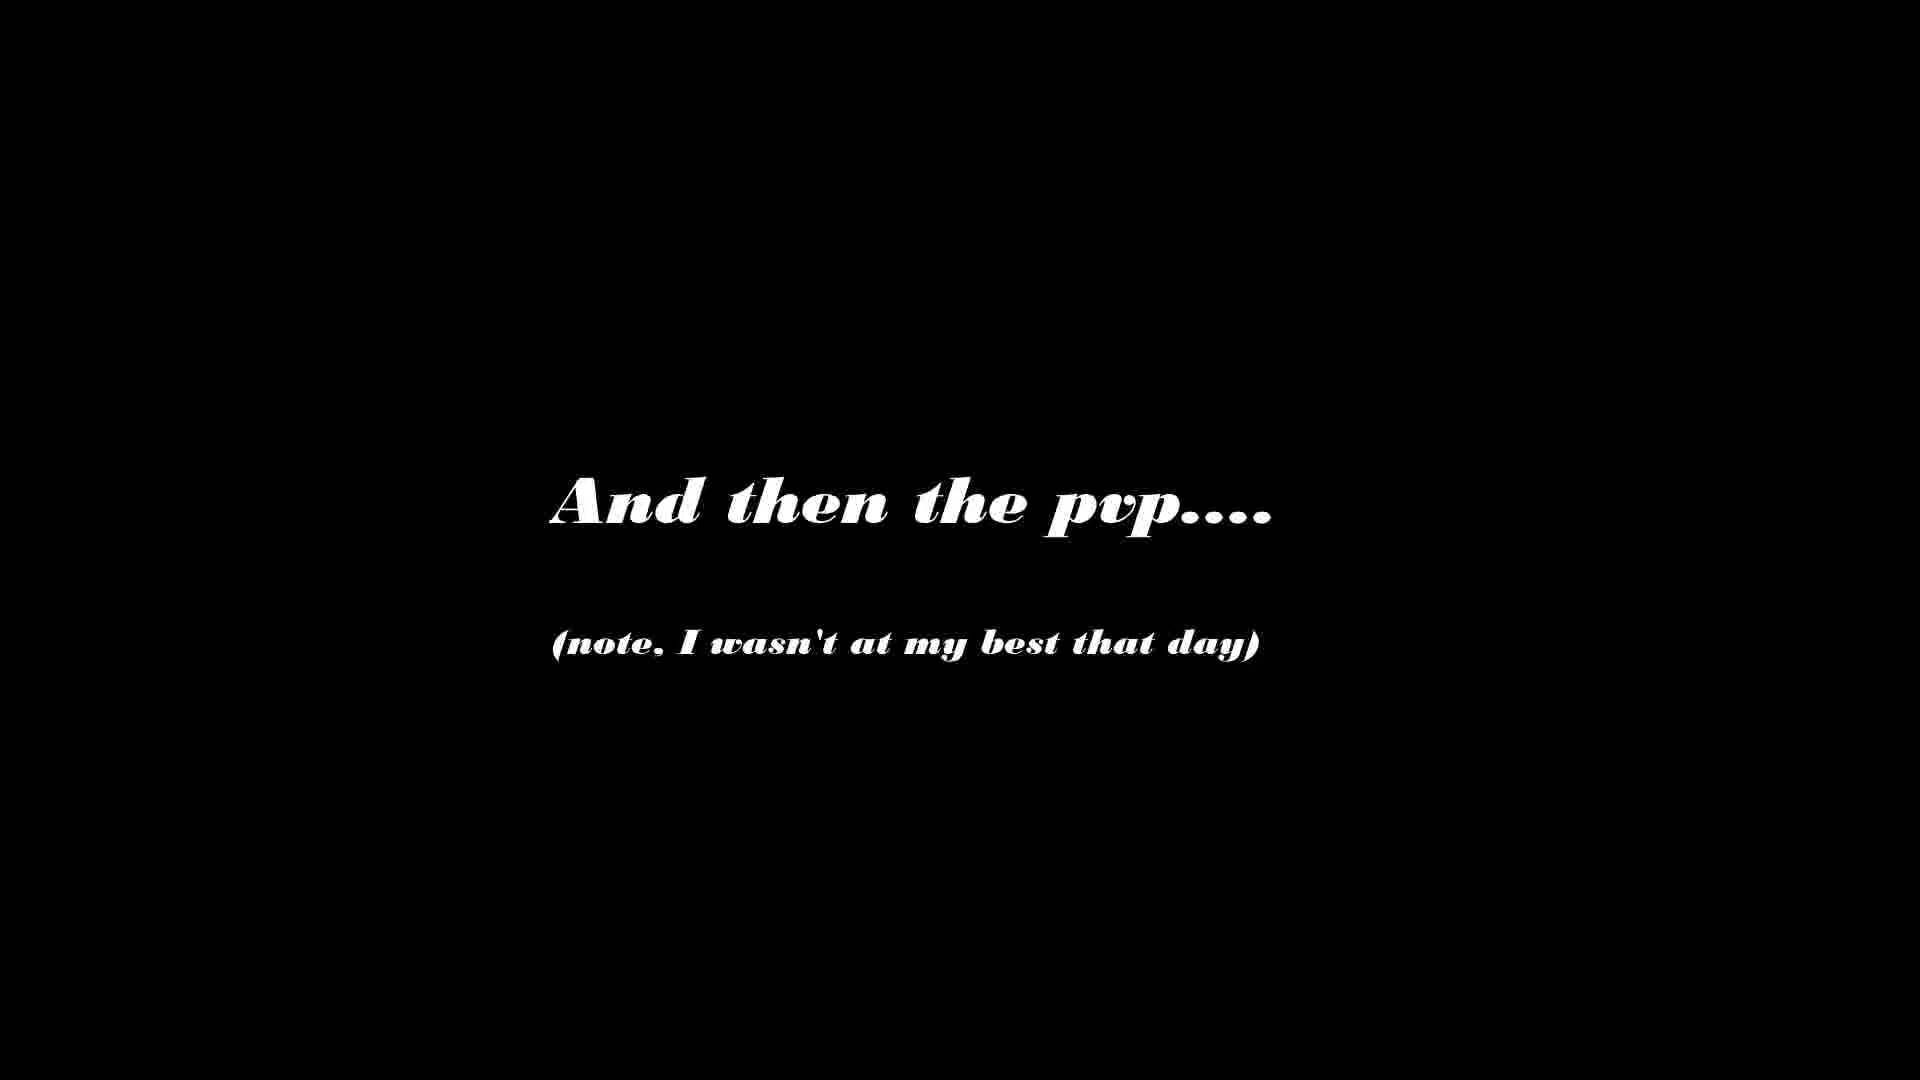 And then the pvp....
(note, I wasn't at my best that day)